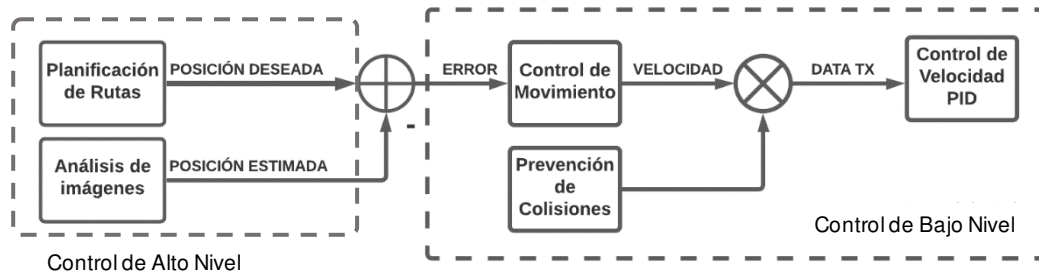 Planificación
de Rutas
POSICIÓN DESEADA
ERROR
Control de
Movimiento
VELOCIDAD
DATA TX
Control de
Velocidad
PID
-
Análisis de
imágenes
POSICIÓN ESTIMADA
Prevención
de
Colisiones
Control de Bajo Nivel
Control de Alto Nivel